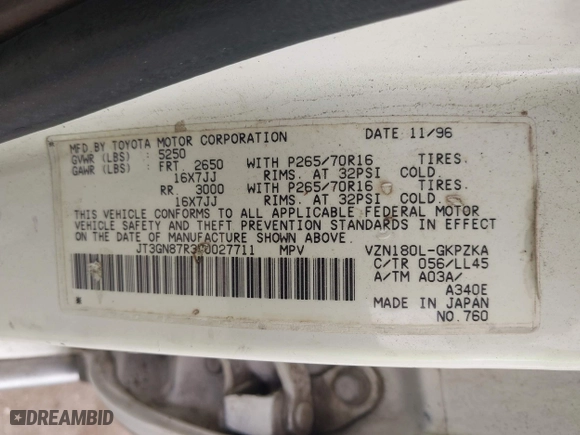 MFD. BY TOYOTA MOTOR CORPORATION DATE 11/96
GVWR (LBS) : 5250
GAWR (LBS) : FRT. 2650 WITH P265/70R16 TIRES.
16X7JJ RIMS. AT 32PSI COLD.
RR. 3000 WITH P265/70R16 TIRES.
16X7JJ RIMS. AT 32PSI COLD.
THIS VEHICLE CONFORMS TO ALL APPLICABLE FEDERAL MOTOR
VEHICLE SAFETY AND THEFT PREVENTION STANDARDS IN EFFECT
ON THE DATE OF MANUFACTURE SHOWN ABOVE.
MPV VZN180L-GKPZKA
C/TR 056/LL45
A/TM A03A/
A340E
MADE IN JAPAN
NO.760
DREAMBID